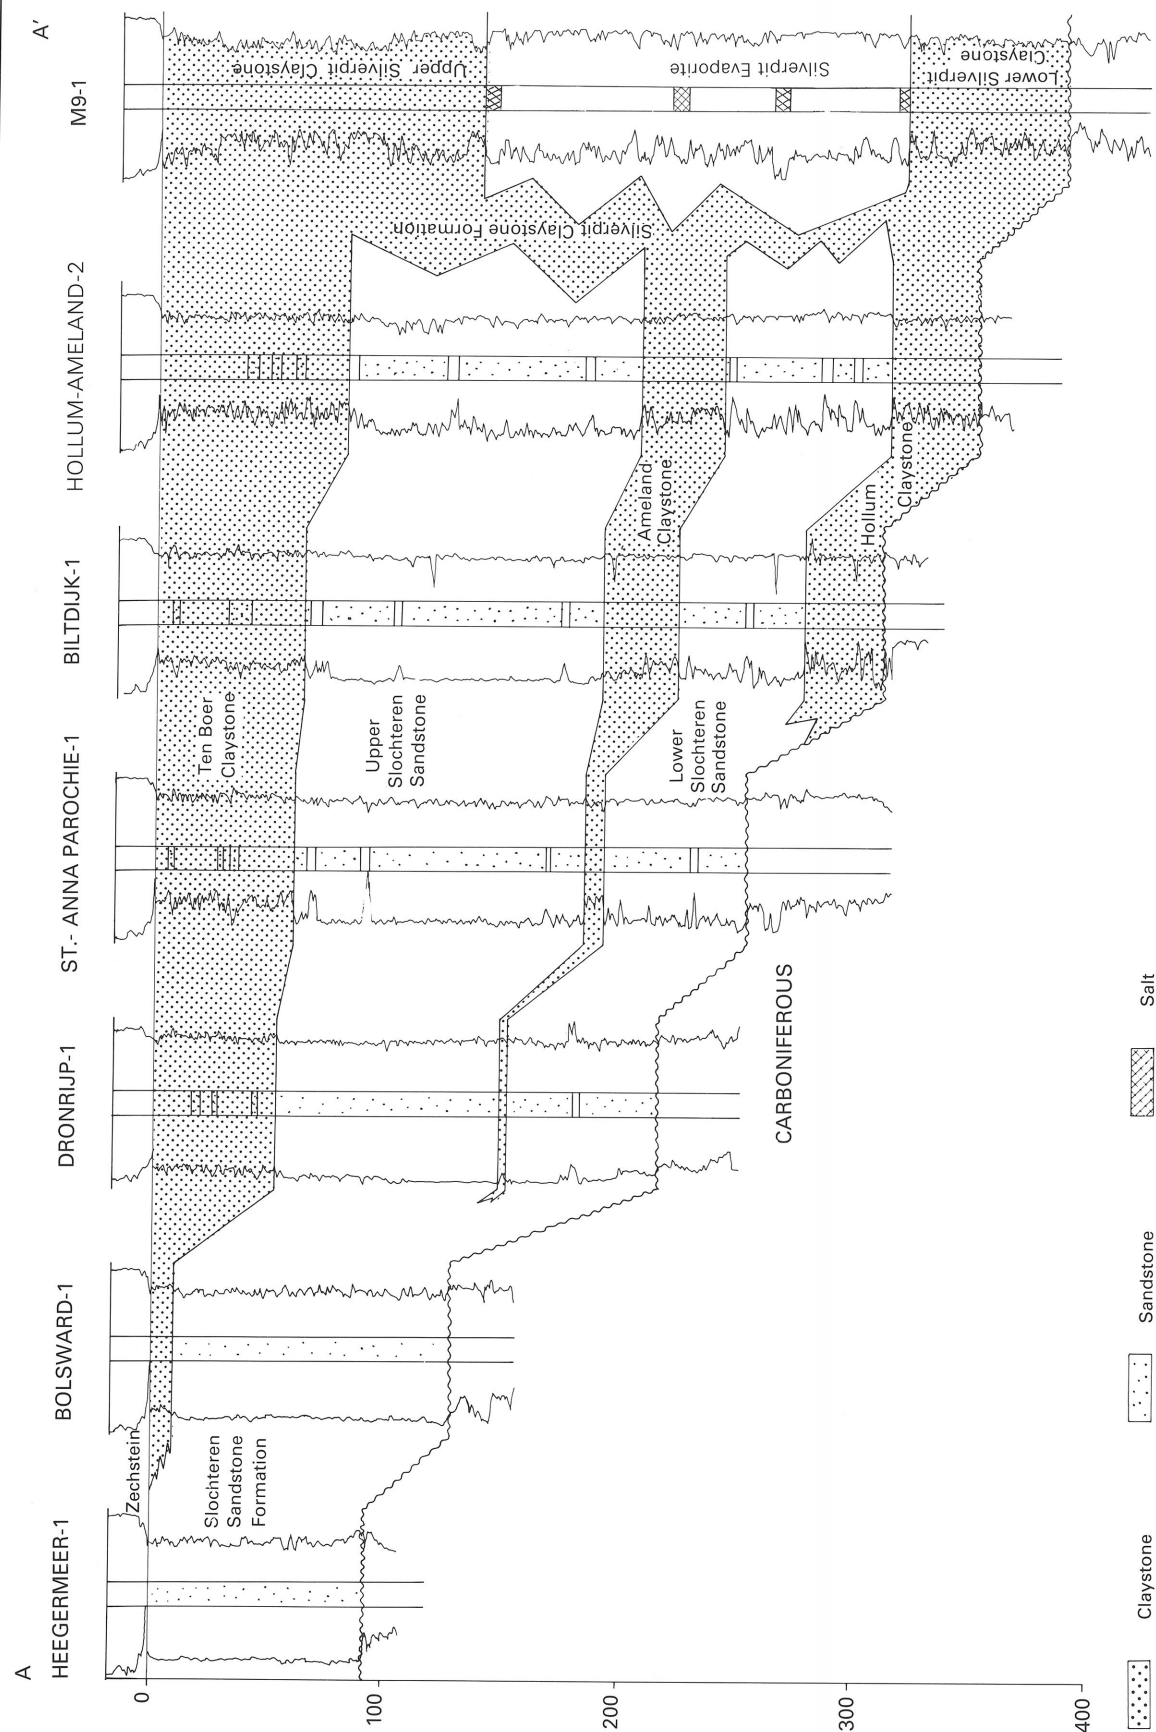 A
A'
HEEGERMEER-1
BOLSWARD-1
DRONRIJP-1
ST.- ANNA PAROCHIE-1
BILTDIJK-1
HOLLUM-AMELAND-2
M9-1
Zechstein
Slochteren
Sandstone
Formation
Ten Boer
Claystone
Upper
Slochteren
Sandstone
Lower
Slochteren
Sandstone
Ameland
Claystone
Hollum
Claystone
Silverpit Claystone Formation
Upper Silverpit Claystone
Silverpit Evaporite
Lower Silverpit
Claystone
CARBONIFEROUS
0
100
200
300
400
Claystone
Sandstone
Salt